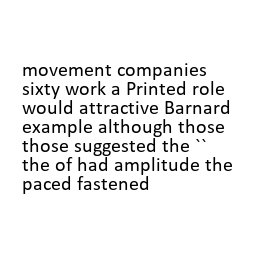 movement companies
sixty work a Printed role
would attractive Barnard
example although those
those suggested the ``
the of had amplitude the
paced fastened